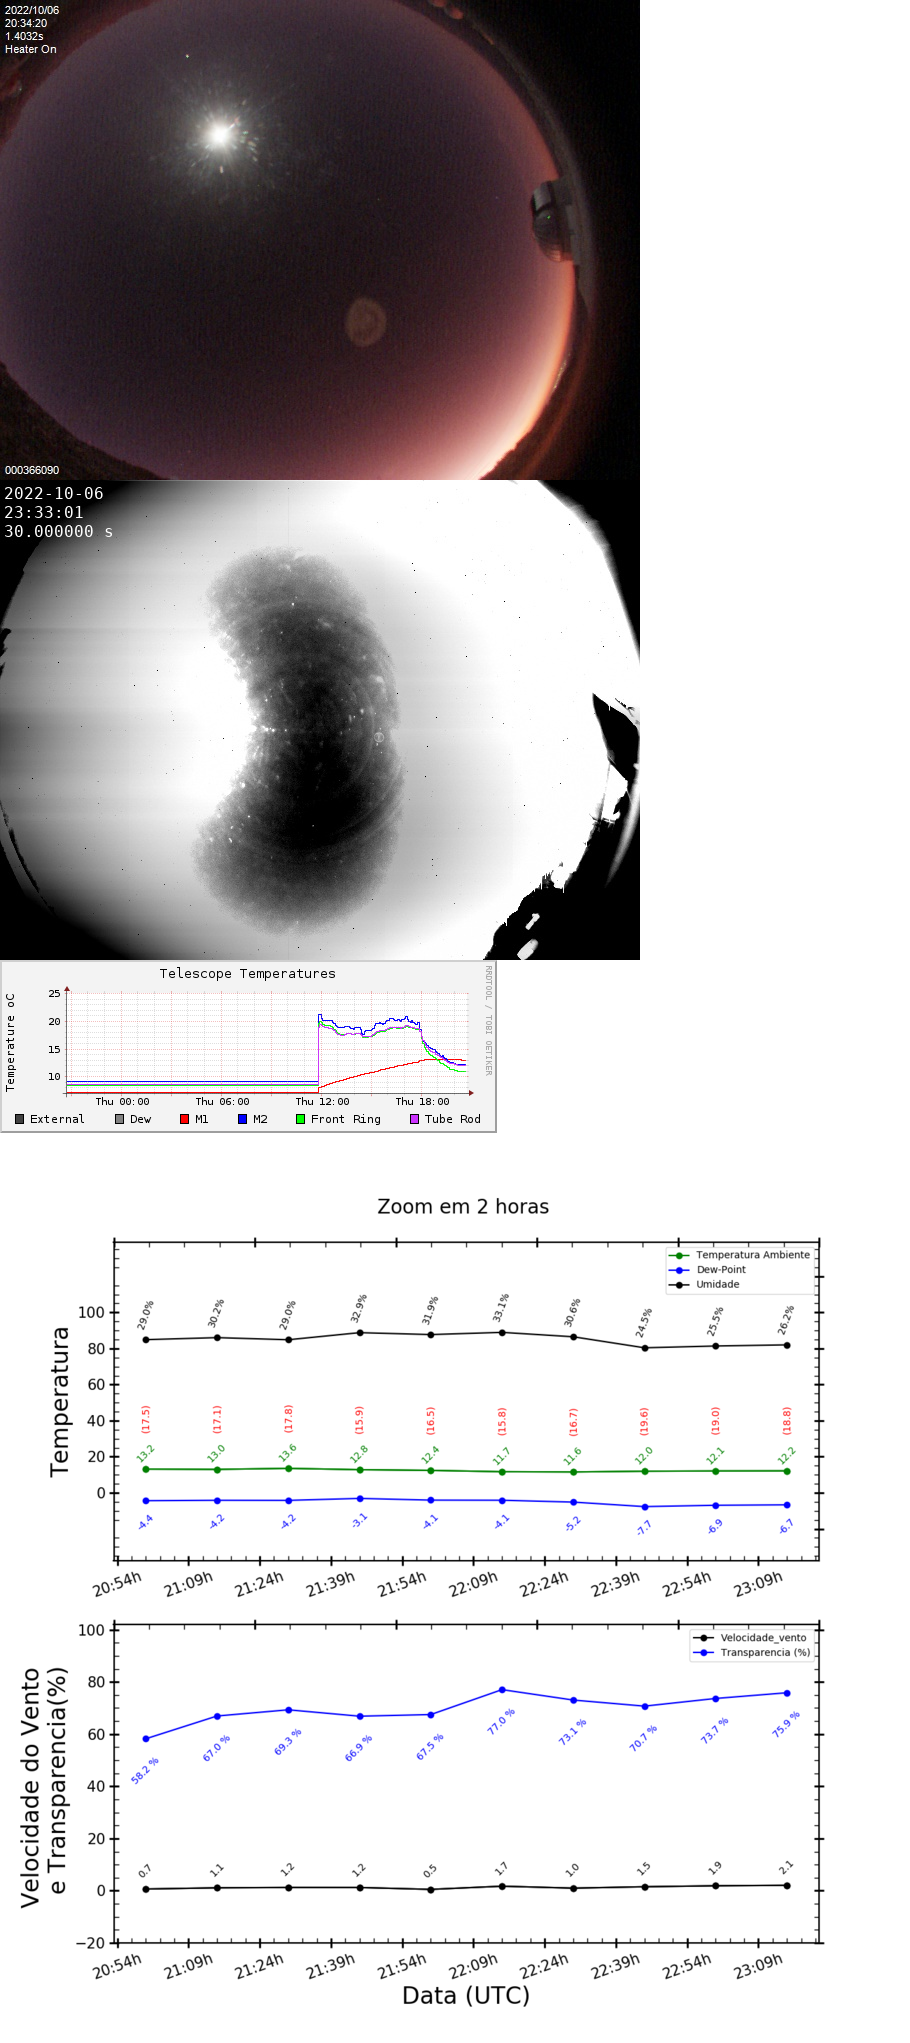 2022/10/06
20:34:20
1.4032s
Heater On
000366090
2022-10-06
23:33:01
30.000000 s
Telescope Temperatures
RRDTOOL / TOBI OETIKER
Temperature oC
25
20
15
10
Thu 00:00 Thu 06:00 Thu 12:00 Thu 18:00
External Dew M1 M2 Front Ring Tube Rod
Zoom em 2 horas
Temperatura Ambiente
Dew-Point
Umidade
Temperatura
100
80
60
40
20
0
29.0% 30.2% 29.0% 32.9% 31.9% 33.1% 30.6% 24.5% 25.5% 26.2%
(17.5) (17.1) (17.8) (15.9) (16.5) (15.8) (16.7) (19.6) (19.0) (18.8)
13.2 13.0 13.6 12.8 12.4 11.7 11.6 12.0 12.1 12.2
-4.4 -4.2 -4.2 -3.1 -4.1 -4.1 -5.2 -7.7 -6.9 -6.7
20:54h 21:09h 21:24h 21:39h 21:54h 22:09h 22:24h 22:39h 22:54h 23:09h
Velocidade_vento
Transparencia (%)
Velocidade do Vento
e Transparencia(%)
100
80
60
40
20
0
−20
58.2 % 67.0 % 69.3 % 66.9 % 67.5 % 77.0 % 73.1 % 70.7 % 73.7 % 75.9 %
0.7 1.1 1.2 1.2 0.5 1.7 1.0 1.5 1.9 2.1
20:54h 21:09h 21:24h 21:39h 21:54h 22:09h 22:24h 22:39h 22:54h 23:09h
Data (UTC)